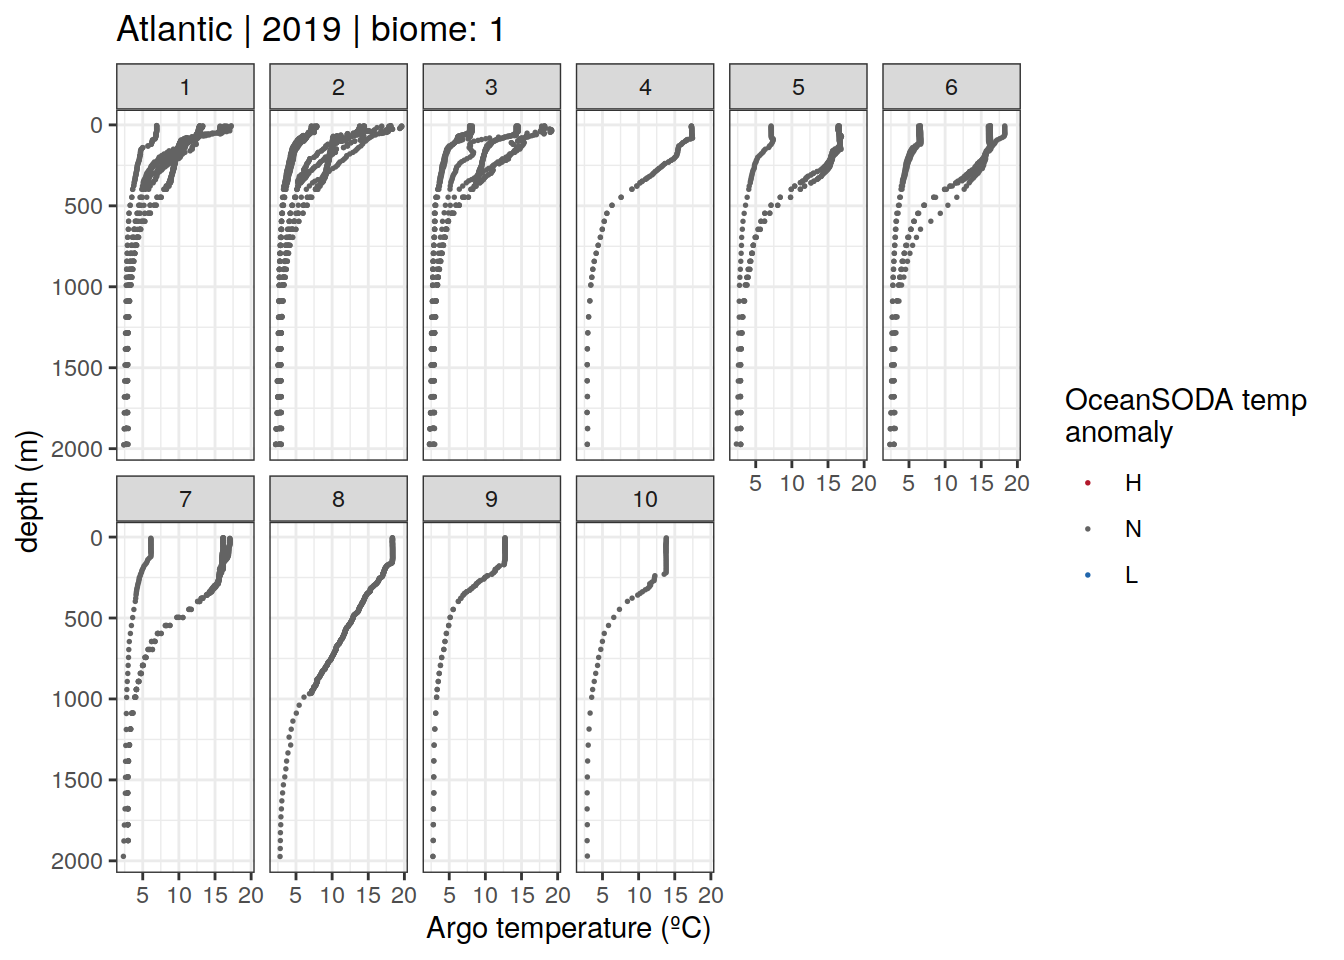 Atlantic | 2019 | biome: 1
1 2 3 4 5 6
0
500
1000
1500
2000
5 10 15 20 5 10 15 20
7 8 9 10
0
500
1000
1500
2000
5 10 15 20 5 10 15 20 5 10 15 20 5 10 15 20
Argo temperature (ºC)
depth (m)
OceanSODA temp
anomaly
H
N
L